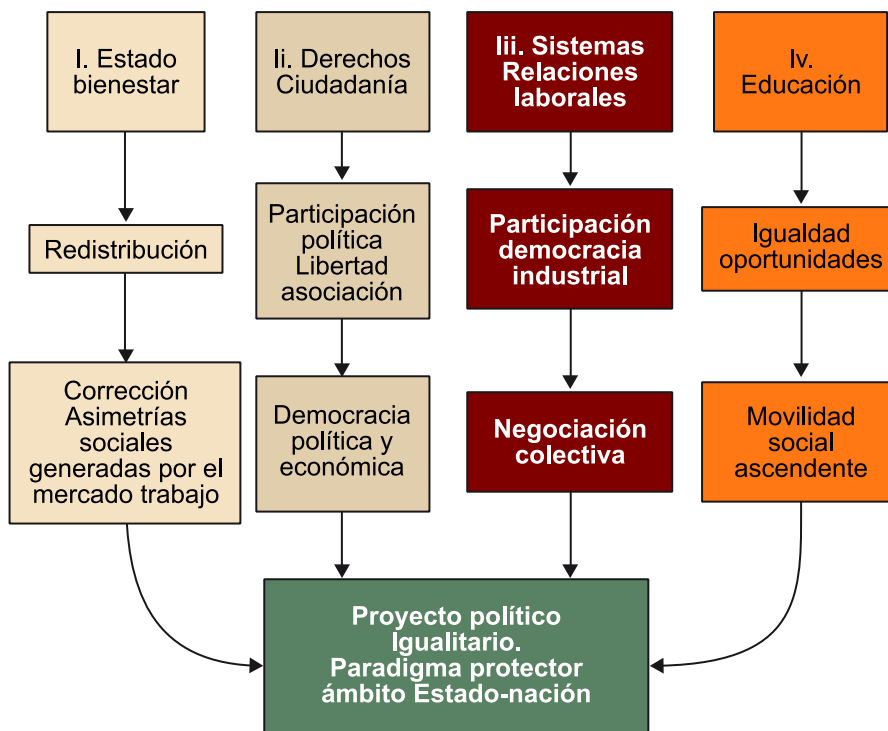 I. Estado
bienestar
Ii. Derechos
Ciudadanía
Iii. Sistemas
Relaciones
laborales
Iv.
Educación
Redistribución
Participación
política
Libertad
asociación
Participación
democracia
industrial
Igualdad
oportunidades
Corrección
Asimetrías
sociales
generadas por el
mercado trabajo
Democracia
política y
económica
Negociación
colectiva
Movilidad
social
ascendente
Proyecto político
Igualitario.
Paradigma protector
ámbito Estado-nación